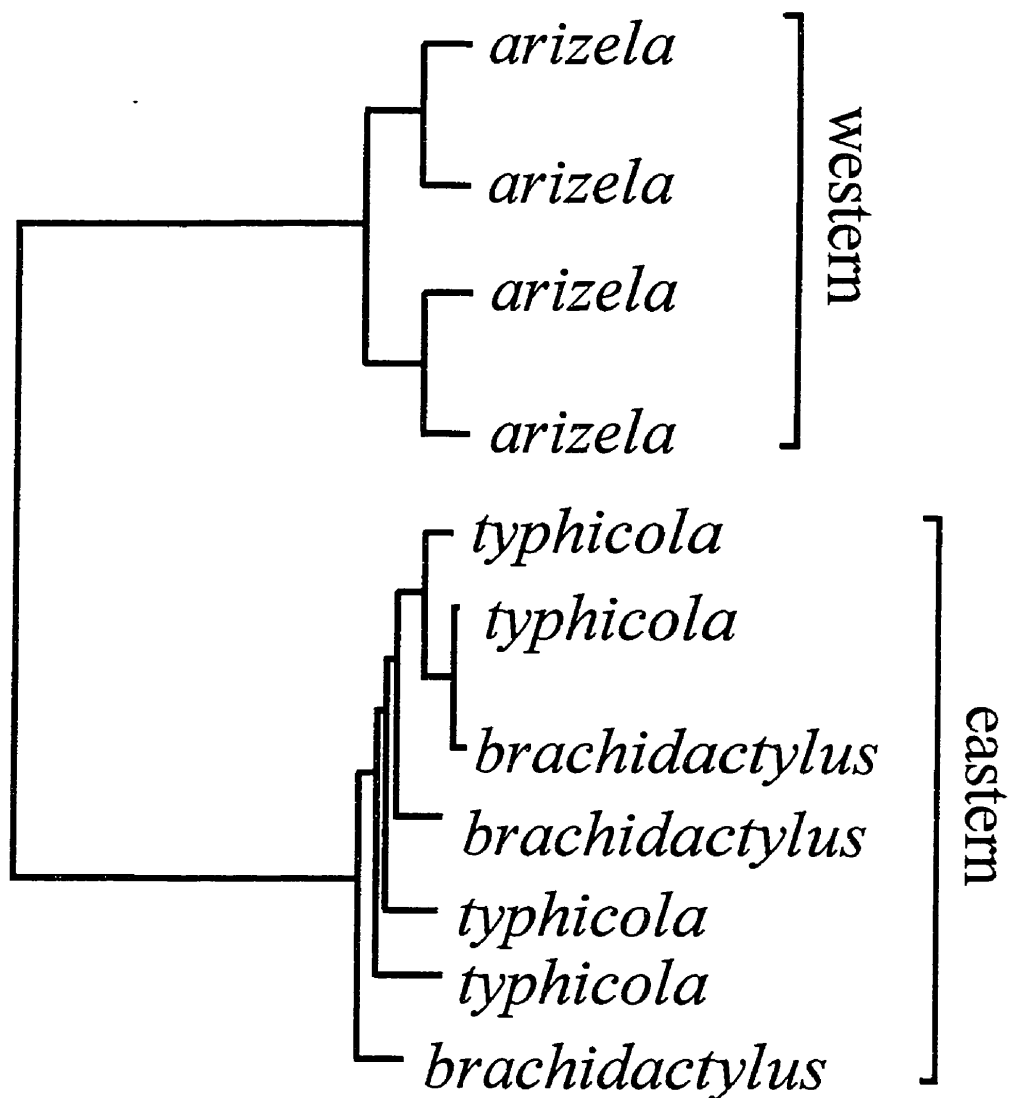 arizela
arizela
arizela
arizela
western
typhicola
typhicola
brachidactylus
brachidactylus
typhicola
typhicola
brachidactylus
eastern